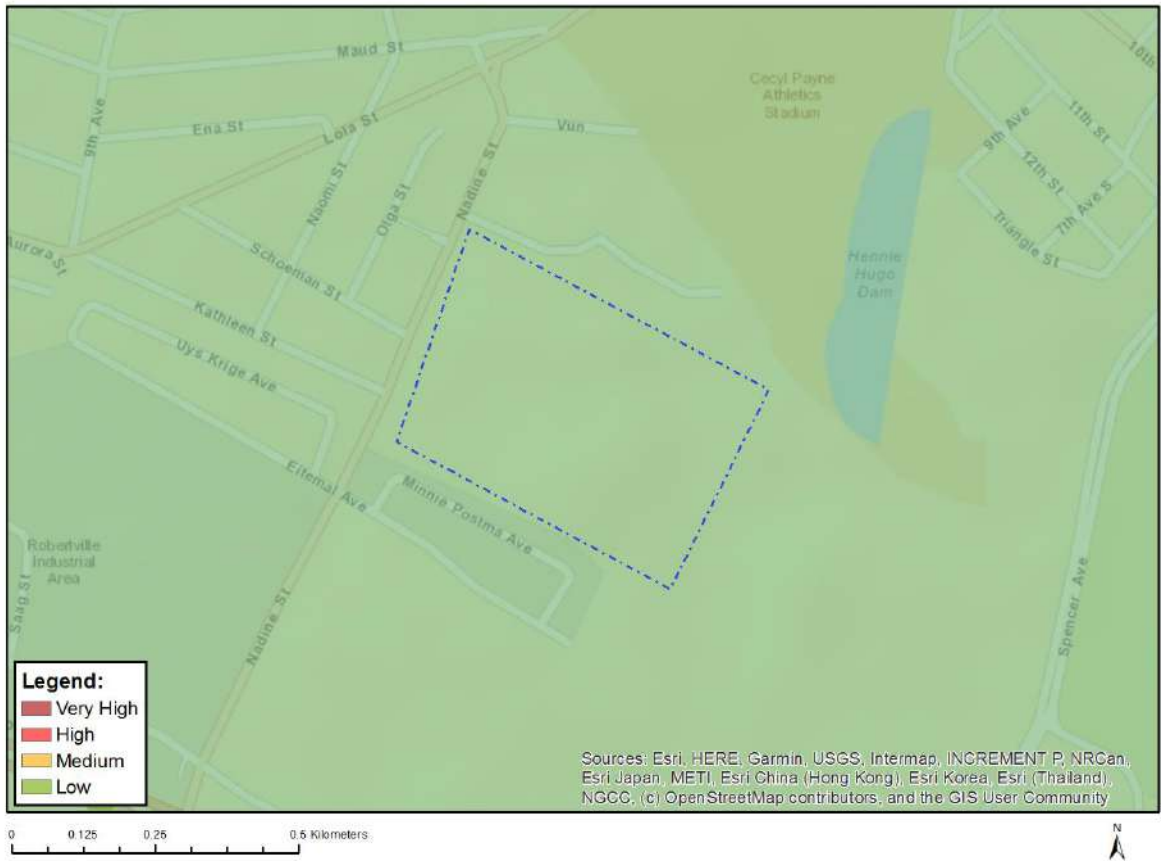 Maud St
Cecyl Payne
Athletics
Stadium
10th
11th St
9th Ave
9th Ave
Ena St
Lola St
Vun
12th St
7th Ave S
Naomi St
Olga St
Nadine St
Triangle St
Aurora St
Schoeman St
Hennie
Hugo
Dam
Kathleen St
Uys Krige Ave
Eitemal Ave
Minnie Postma Ave
Robertville
Industrial
Area
Saag St
Nadine St
Spencer Ave
Legend:
Very High
High
Medium
Low
Sources: Esri, HERE, Garmin, USGS, Intermap, INCREMENT P, NRCan,
Esri Japan, METI, Esri China (Hong Kong), Esri Korea, Esri (Thailand),
NGCC, (c) OpenStreetMap contributors, and the GIS User Community
0 0.125 0.25 0.5 Kilometers
N